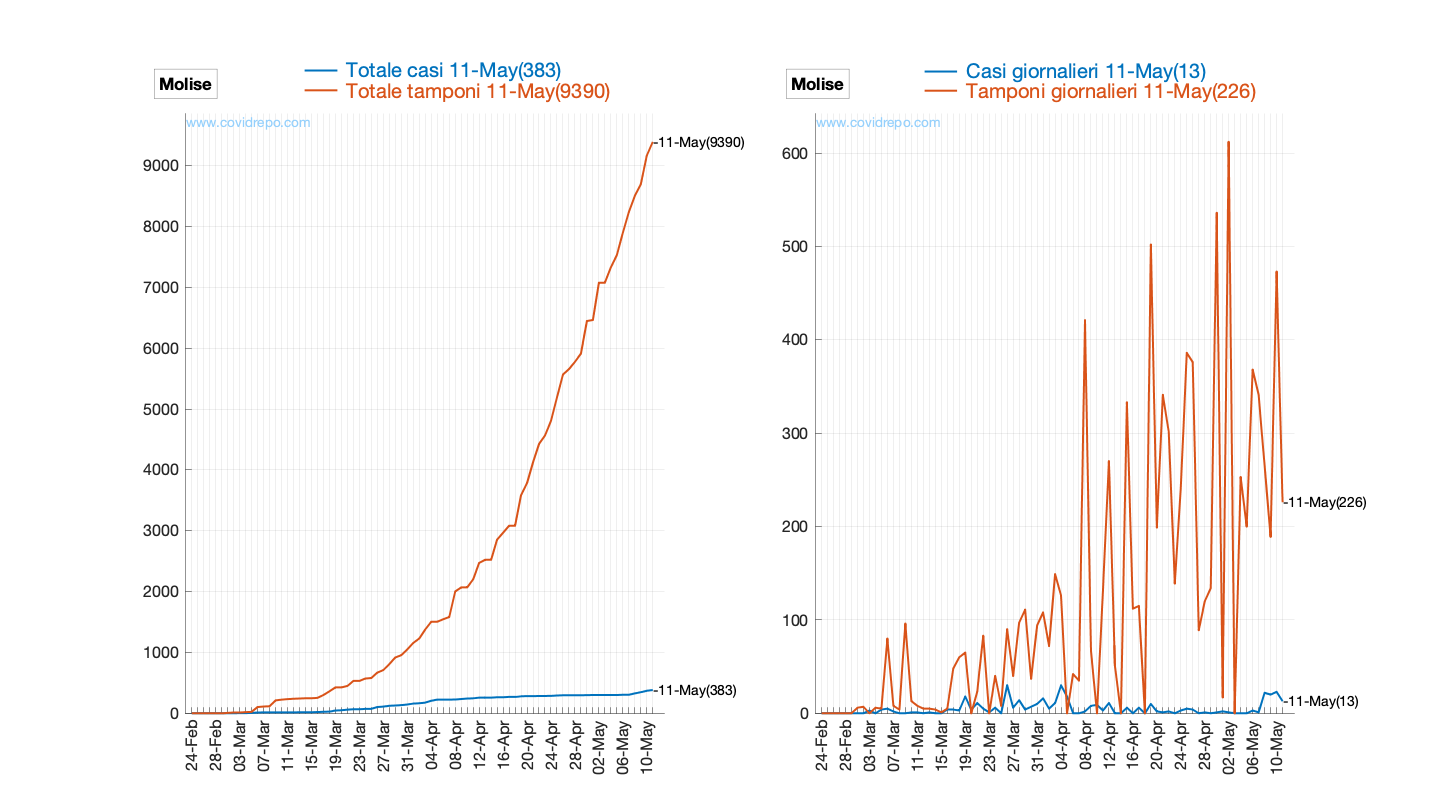 Molise
Totale casi 11-May(383)
Totale tamponi 11-May(9390)
www.covidrepo.com
11-May(9390)
9000
8000
7000
6000
5000
4000
3000
2000
1000
0
11-May(383)
24-Feb
28-Feb
03-Mar
07-Mar
11-Mar
15-Mar
19-Mar
23-Mar
27-Mar
31-Mar
04-Apr
08-Apr
12-Apr
16-Apr
20-Apr
24-Apr
28-Apr
02-May
06-May
10-May
Molise
Casi giornalieri 11-May(13)
Tamponi giornalieri 11-May(226)
www.covidrepo.com
600
500
400
300
200
100
0
11-May(226)
11-May(13)
24-Feb
28-Feb
03-Mar
07-Mar
11-Mar
15-Mar
19-Mar
23-Mar
27-Mar
31-Mar
04-Apr
08-Apr
12-Apr
16-Apr
20-Apr
24-Apr
28-Apr
02-May
06-May
10-May